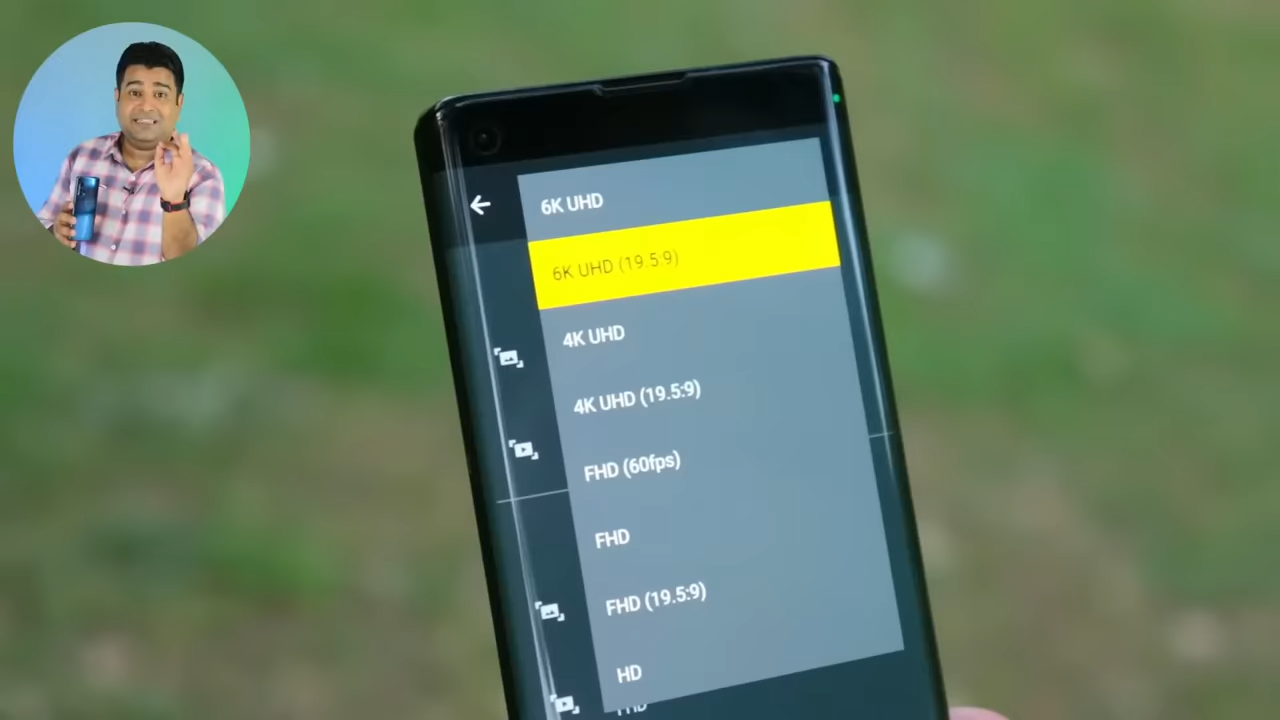 6K UHD
6K UHD (19.5:9)
4K UHD
4K UHD (19.5:9)
FHD (60fps)
FHD
FHD (19.5:9)
HD
FHD